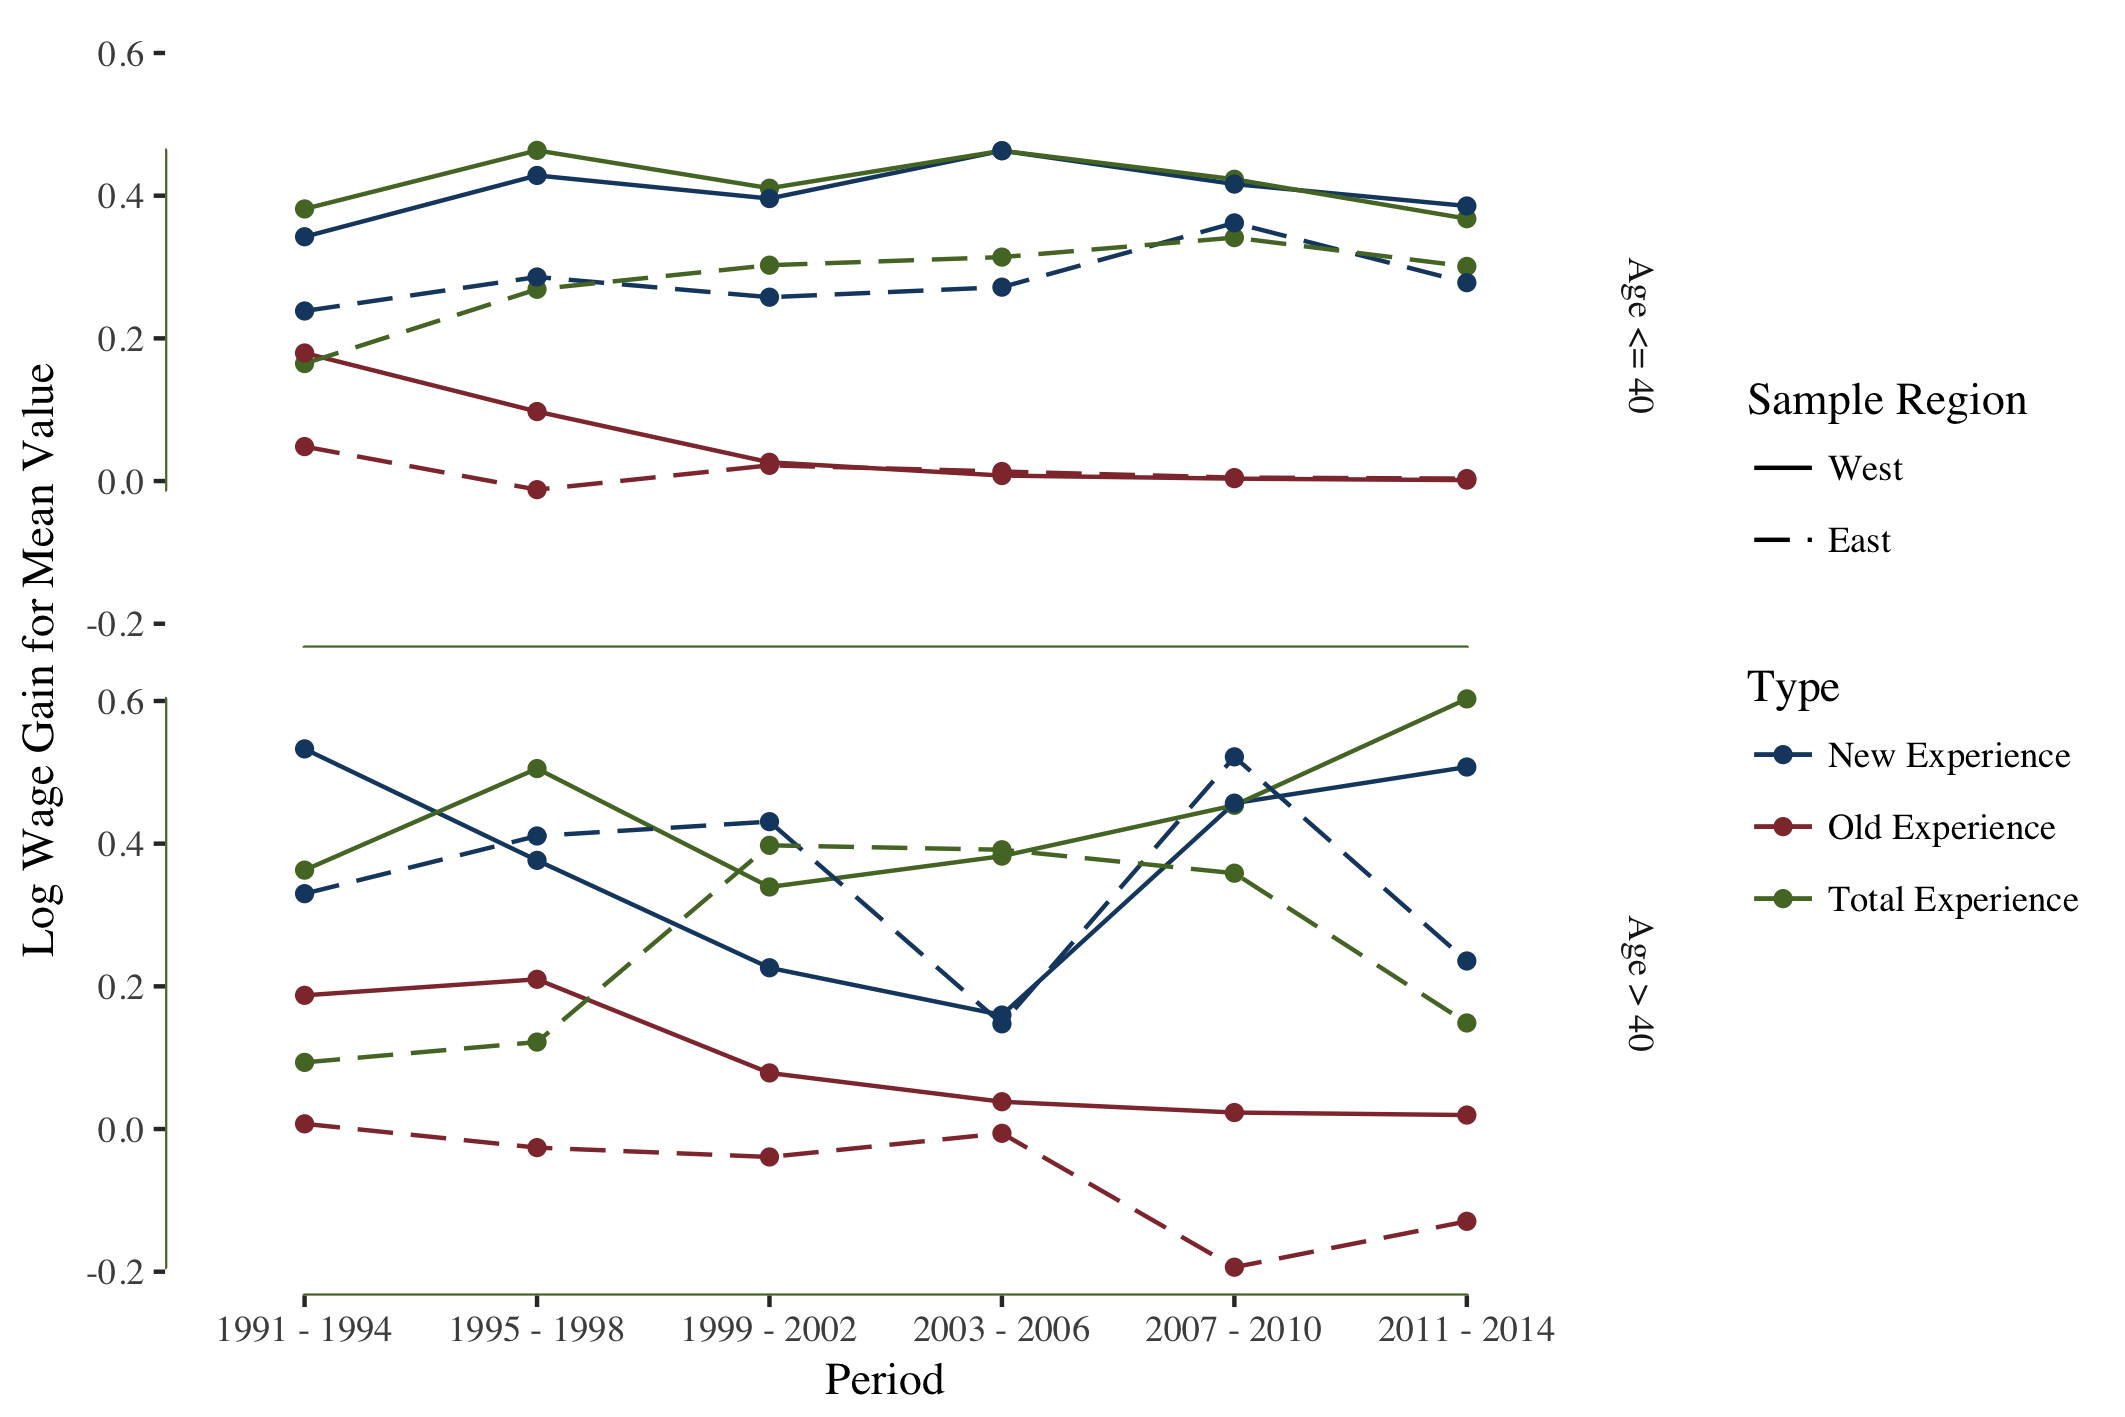 Log Wage Gain for Mean Value
0.6
0.4
0.2
0.0
-0.2
Age <= 40
0.6
0.4
0.2
0.0
-0.2
Age > 40
1991 - 1994
1995 - 1998
1999 - 2002
2003 - 2006
2007 - 2010
2011 - 2014
Period
Sample Region
West
East
Type
New Experience
Old Experience
Total Experience